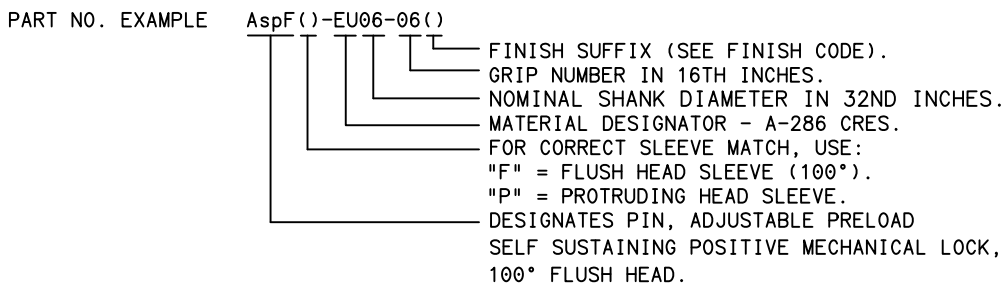 PART NO. EXAMPLE AspF()-EU06-06()
FINISH SUFFIX (SEE FINISH CODE).
GRIP NUMBER IN 16TH INCHES.
NOMINAL SHANK DIAMETER IN 32ND INCHES.
MATERIAL DESIGNATOR - A-286 CRES.
FOR CORRECT SLEEVE MATCH, USE:
"F" = FLUSH HEAD SLEEVE (100°).
"P" = PROTRUDING HEAD SLEEVE.
DESIGNATES PIN, ADJUSTABLE PRELOAD
SELF SUSTAINING POSITIVE MECHANICAL LOCK,
100° FLUSH HEAD.